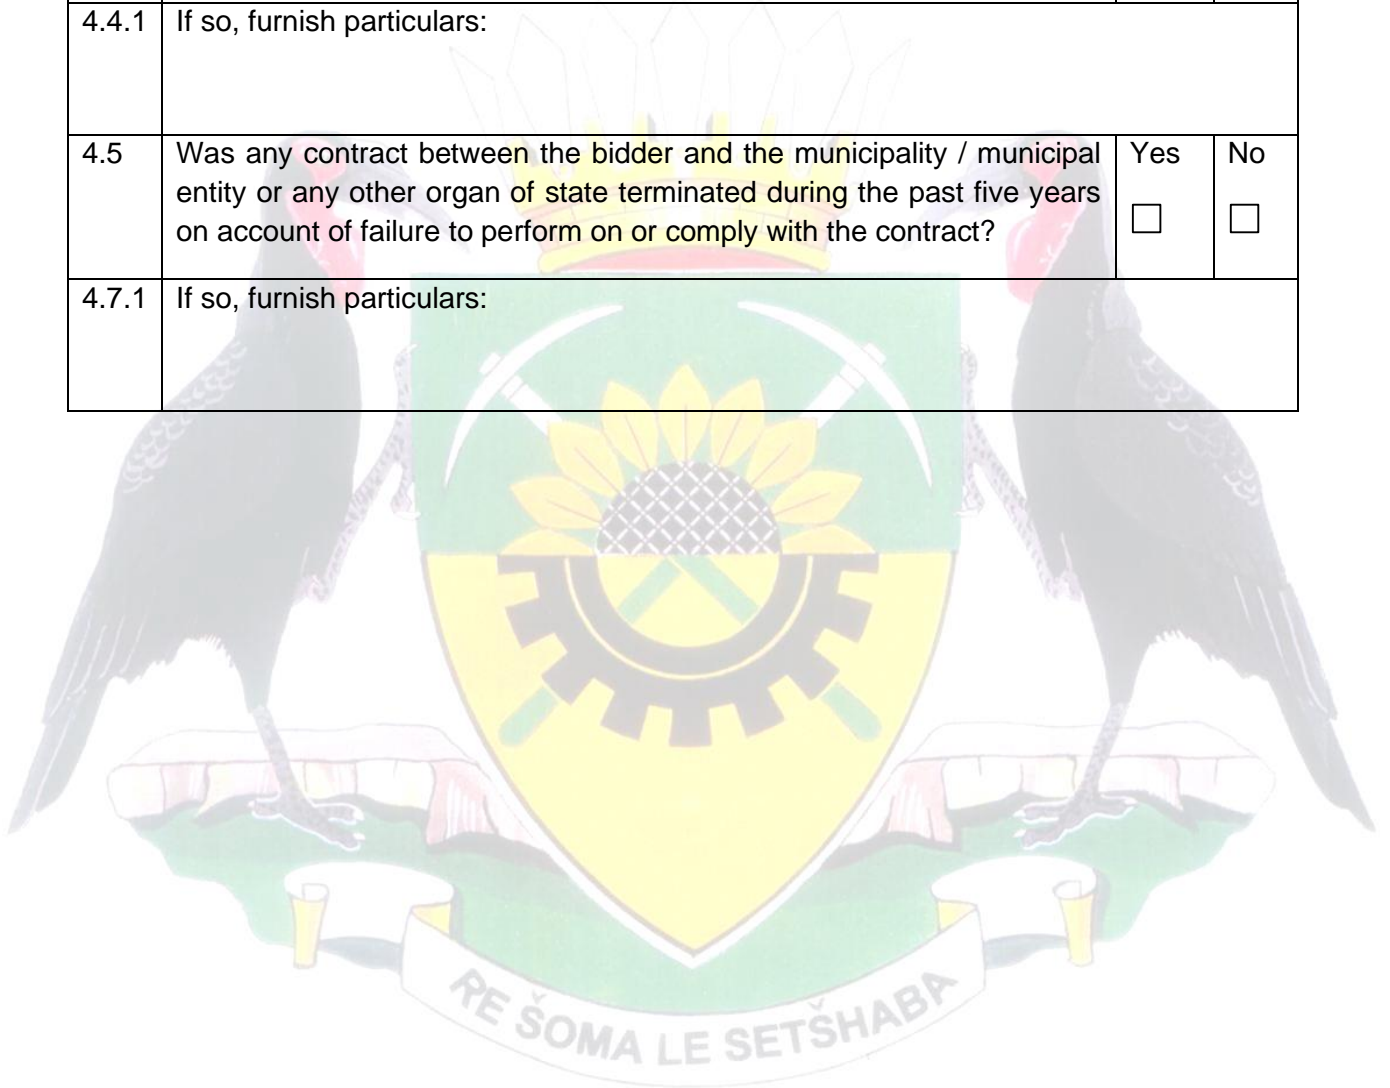 4.4.1 If so, furnish particulars:
4.5 Was any contract between the bidder and the municipality / municipal Yes No
entity or any other organ of state terminated during the past five years
on account of failure to perform on or comply with the contract? ☐ ☐
4.7.1 If so, furnish particulars:
RE ŠOMA LE SETŠHABA